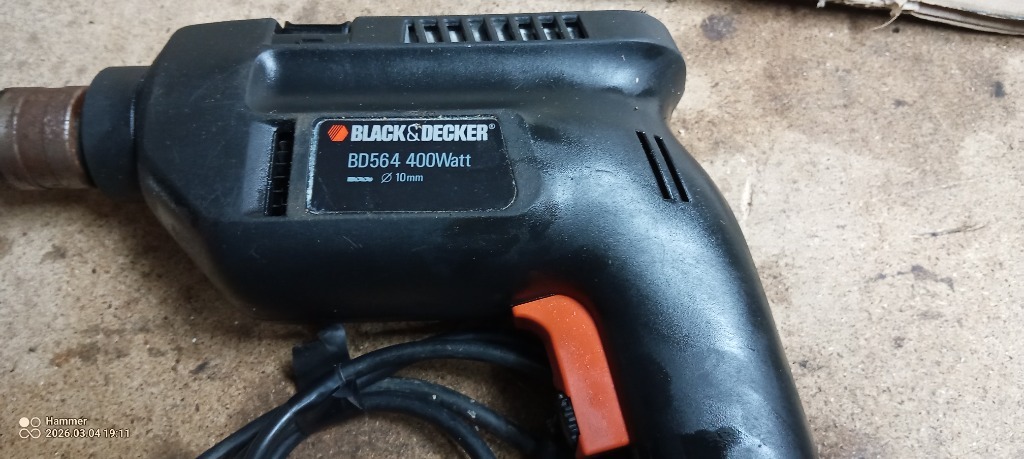 BLACK&DECKER®
BD564 400Watt
Ø 10mm
Hammer
2026.03.04 19:11